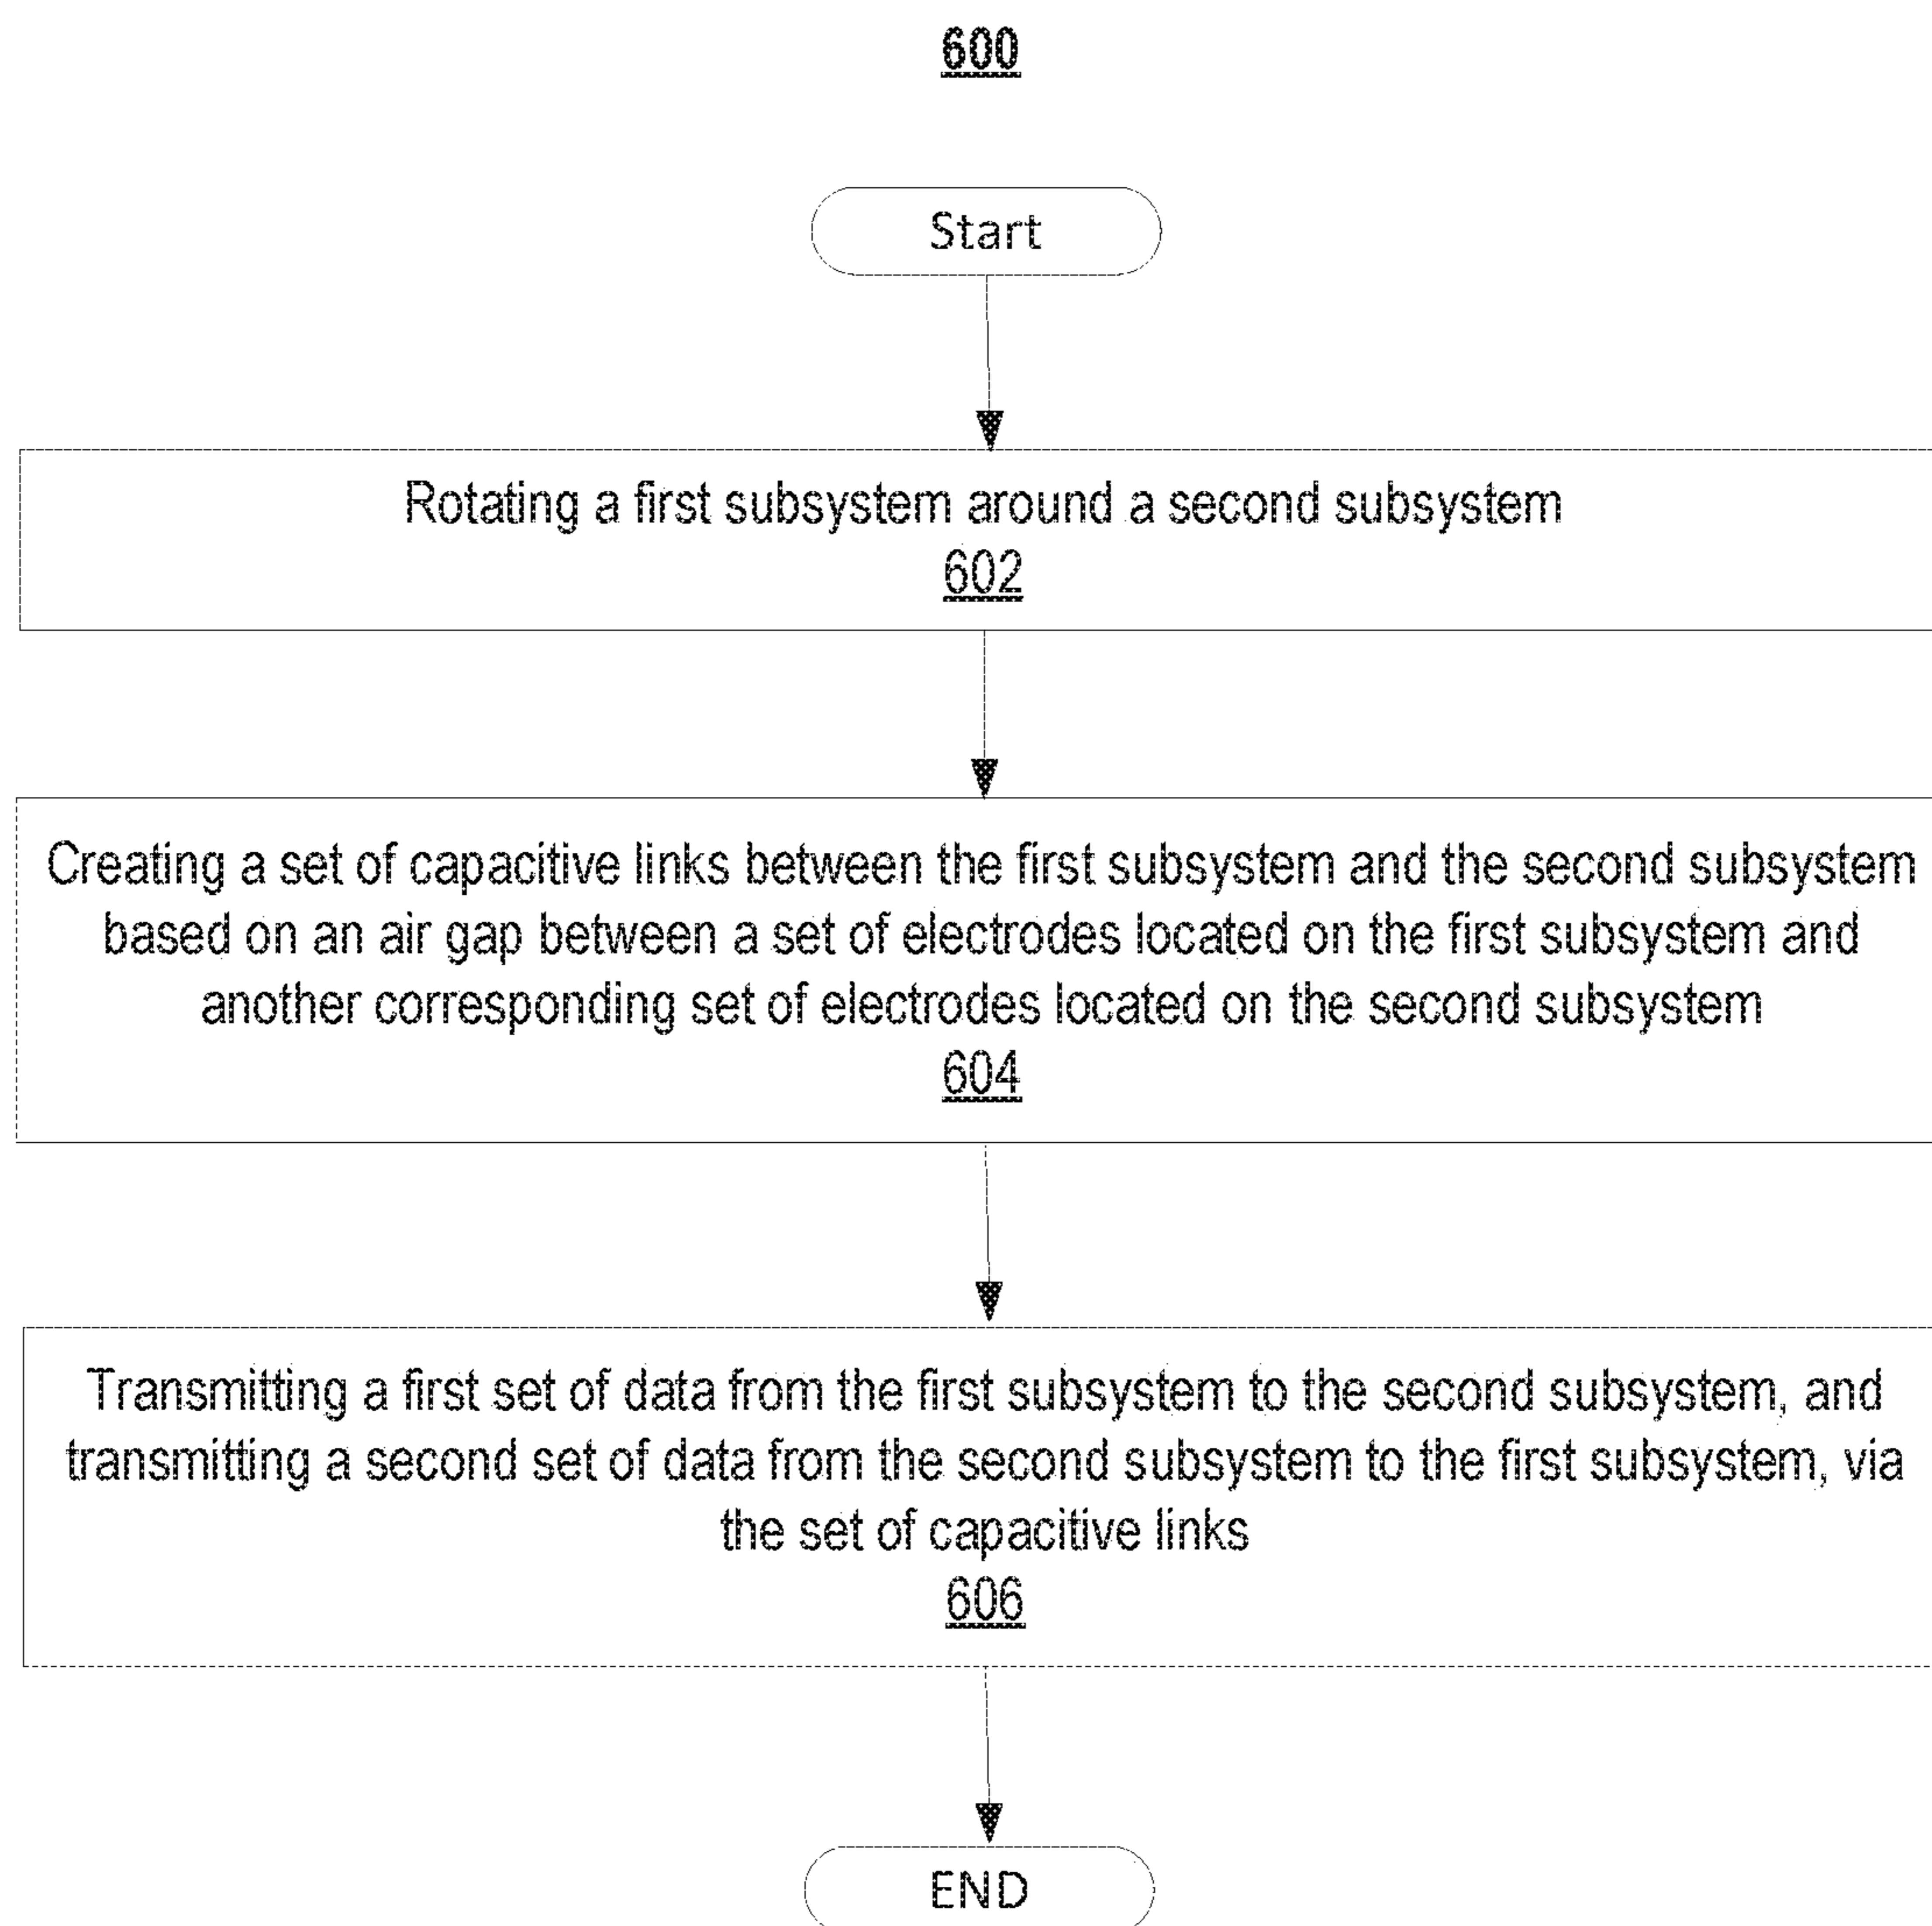 600
Start
Rotating a first subsystem around a second subsystem
602
Creating a set of capacitive links between the first subsystem and the second subsystem
based on an air gap between a set of electrodes located on the first subsystem and
another corresponding set of electrodes located on the second subsystem
604
Transmitting a first set of data from the first subsystem to the second subsystem, and
transmitting a second set of data from the second subsystem to the first subsystem, via
the set of capacitive links
606
END